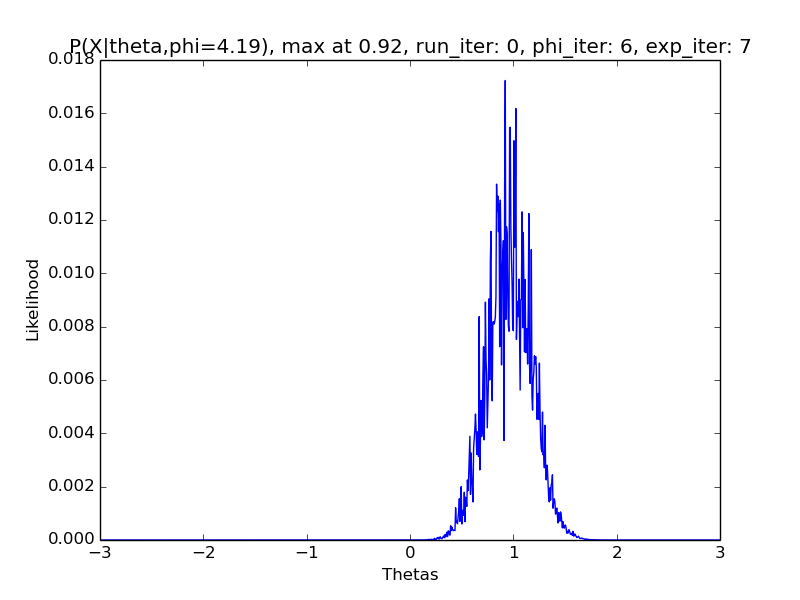 P(X|theta,phi=4.19), max at 0.92, run_iter: 0, phi_iter: 6, exp_iter: 7
0.018
0.016
0.014
0.012
0.010
0.008
0.006
0.004
0.002
0.000
Likelihood
−3 −2 −1 0 1 2 3
Thetas